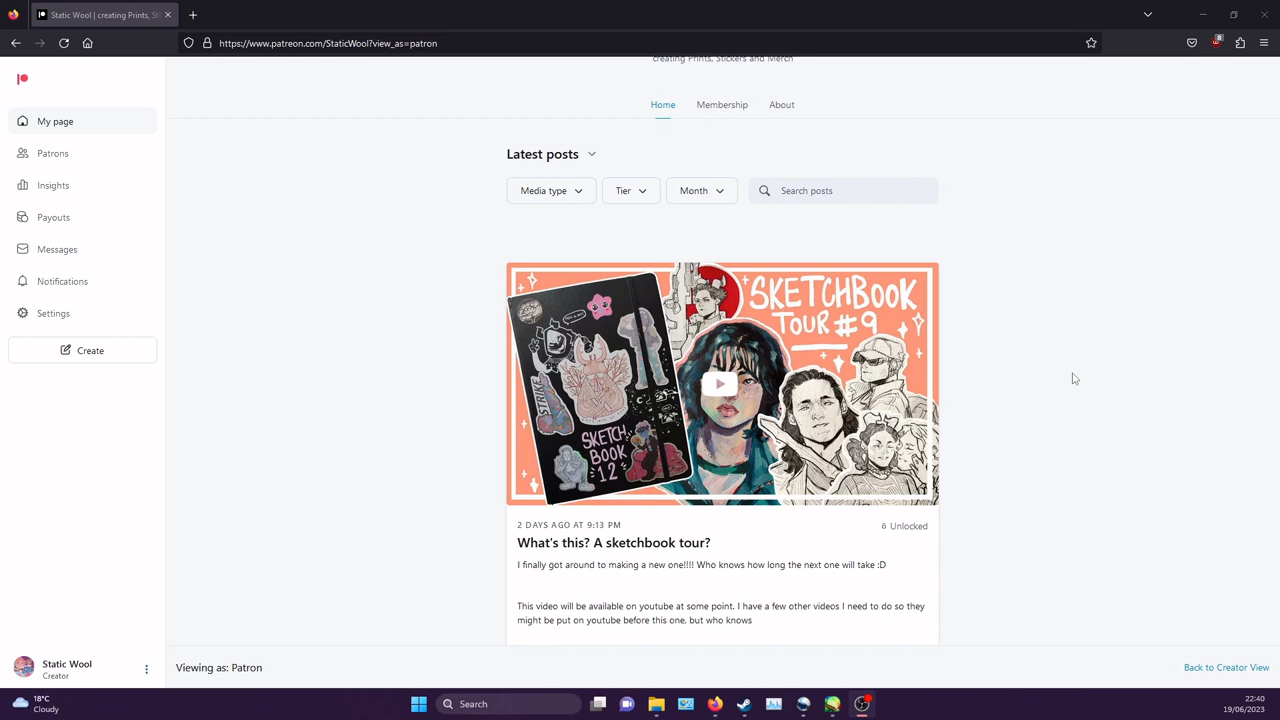 Static Wool | creating Prints, St
https://www.patreon.com/StaticWool?view_as=patron
8
creating Prints, Stickers and Merch
Home Membership About
My page
Patrons
Insights
Payouts
Messages
Notifications
Settings
Create
Latest posts
Media type Tier Month Search posts
SKETCHBOOK
TOUR #9
STRIKE
SKETCH
BOOK
12
2 DAYS AGO AT 9:13 PM
Unlocked
What's this? A sketchbook tour?
I finally got around to making a new one!!!! Who knows how long the next one will take :D
This video will be available on youtube at some point. I have a few other videos I need to do so they
might be put on youtube before this one, but who knows
Static Wool
Creator
Viewing as: Patron
Back to Creator View
18°C
Cloudy
Search
22:40
19/06/2023